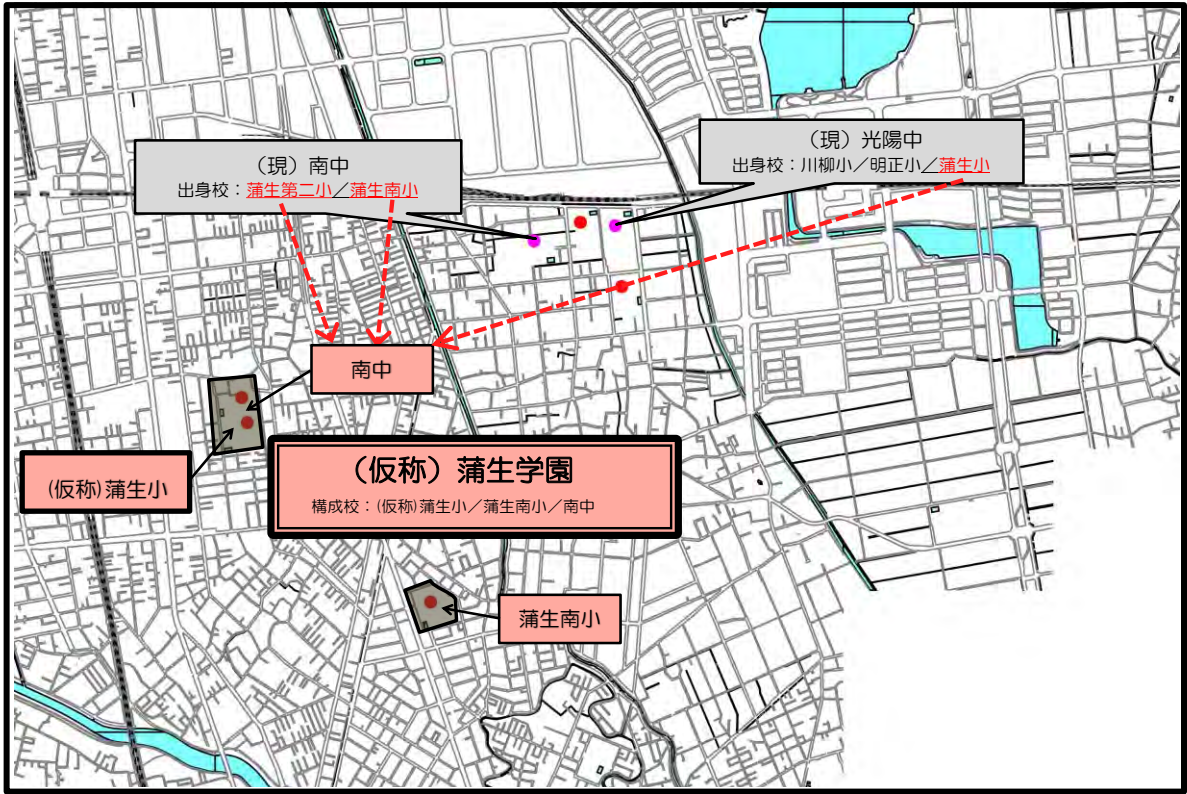 （現）南中
出身校：蒲生第二小／蒲生南小
（現）光陽中
出身校：川柳小／明正小／蒲生小
南中
(仮称)蒲生小
（仮称）蒲生学園
構成校：(仮称)蒲生小／蒲生南小／南中
蒲生南小